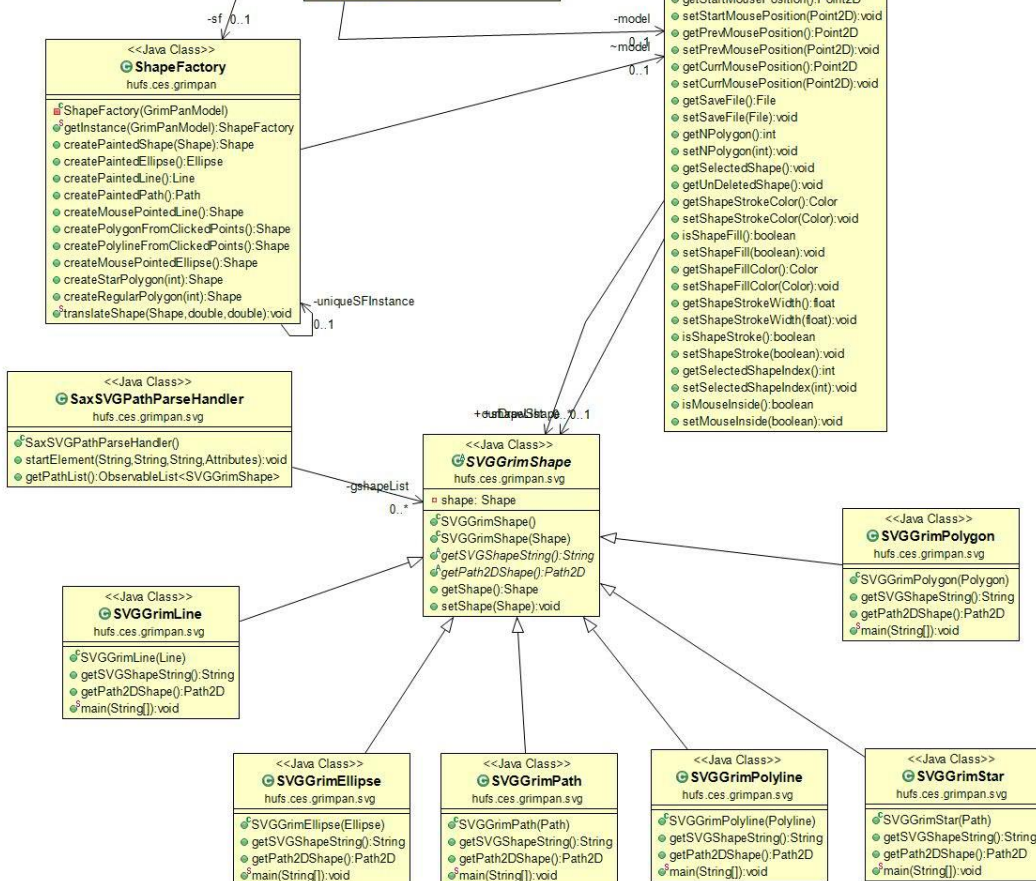 -sf 0..1
<<Java Class>>
ShapeFactory
hufs.ces.grimpan
ShapeFactory(GrimPanModel)
getInstance(GrimPanModel):ShapeFactory
createPaintedShape(Shape):Shape
createPaintedEllipse():Ellipse
createPaintedLine():Line
createPaintedPath():Path
createMousePointedLine():Shape
createPolygonFromClickedPoints():Shape
createPolylineFromClickedPoints():Shape
createMousePointedEllipse():Shape
createStarPolygon(int):Shape
createRegularPolygon(int):Shape
translateShape(Shape,double,double):void
-uniqueSFInstance
0..1
-model
0..1
~model
0..1
getStartMousePosition():Point2D
setStartMousePosition(Point2D):void
getPrevMousePosition():Point2D
setPrevMousePosition(Point2D):void
getCurrMousePosition():Point2D
setCurrMousePosition(Point2D):void
getSaveFile():File
setSaveFile(File):void
getNPolygon():int
setNPolygon(int):void
getSelectedShape():void
getUnDeletedShape():void
getShapeStrokeColor():Color
setShapeStrokeColor(Color):void
isShapeFill():boolean
setShapeFill(boolean):void
getShapeFillColor():Color
setShapeFillColor(Color):void
getShapeStrokeWidth():float
setShapeStrokeWidth(float):void
isShapeStroke():boolean
setShapeStroke(boolean):void
getSelectedShapeIndex():int
setSelectedShapeIndex(int):void
isMouseInside():boolean
setMouseInside(boolean):void
<<Java Class>>
SaxSVGPathParseHandler
hufs.ces.grimpan.svg
SaxSVGPathParseHandler()
startElement(String,String,String,Attributes):void
getPathList():ObservableList<SVGGrimShape>
-gshapeList
0..*
0..1
<<Java Class>>
SVGGrimShape
hufs.ces.grimpan.svg
shape: Shape
SVGGrimShape()
SVGGrimShape(Shape)
getSVGShapeString():String
getPath2DShape():Path2D
getShape():Shape
setShape(Shape):void
<<Java Class>>
SVGGrimPolygon
hufs.ces.grimpan.svg
SVGGrimPolygon(Polygon)
getSVGShapeString():String
getPath2DShape():Path2D
main(String[]):void
<<Java Class>>
SVGGrimLine
hufs.ces.grimpan.svg
SVGGrimLine(Line)
getSVGShapeString():String
getPath2DShape():Path2D
main(String[]):void
<<Java Class>>
SVGGrimEllipse
hufs.ces.grimpan.svg
SVGGrimEllipse(Ellipse)
getSVGShapeString():String
getPath2DShape():Path2D
main(String[]):void
<<Java Class>>
SVGGrimPath
hufs.ces.grimpan.svg
SVGGrimPath(Path)
getSVGShapeString():String
getPath2DShape():Path2D
main(String[]):void
<<Java Class>>
SVGGrimPolyline
hufs.ces.grimpan.svg
SVGGrimPolyline(Polyline)
getSVGShapeString():String
getPath2DShape():Path2D
main(String[]):void
<<Java Class>>
SVGGrimStar
hufs.ces.grimpan.svg
SVGGrimStar(Path)
getSVGShapeString():String
getPath2DShape():Path2D
main(String[]):void